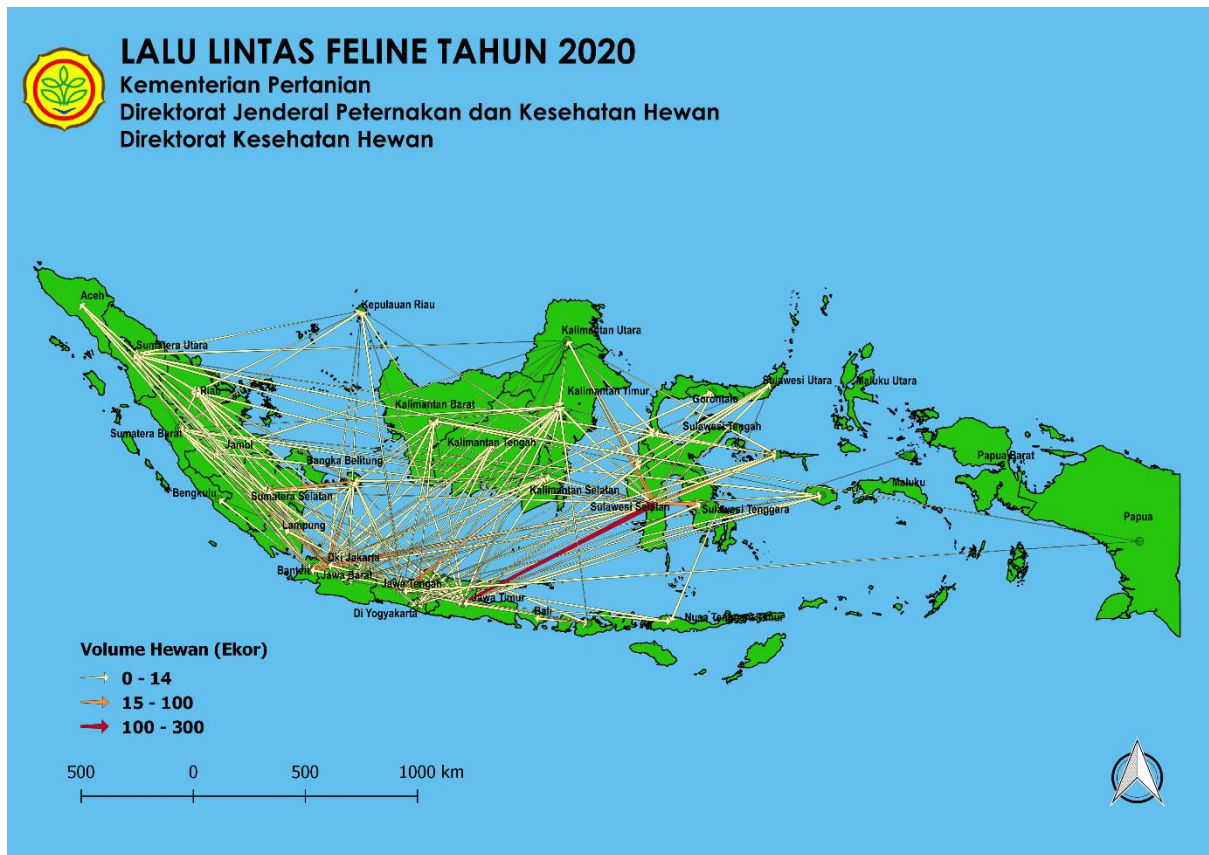 LALU LINTAS FELINE TAHUN 2020
Kementerian Pertanian
Direktorat Jenderal Peternakan dan Kesehatan Hewan
Direktorat Kesehatan Hewan
Aceh
Kepulauan Riau
Sumatera Utara
Kalimantan Utara
Riau
Kalimantan Timur
Sulawesi Utara
Maluku Utara
Gorontalo
Kalimantan Barat
Sumatera Barat
Jambi
Kalimantan Tengah
Sulawesi Tengah
Bangka Belitung
Papua Barat
Bengkulu
Sumatera Selatan
Kalimantan Selatan
Maluku
Lampung
Sulawesi Selatan
Sulawesi Tenggara
Papua
Dki Jakarta
Banten
Jawa Barat
Jawa Tengah
Jawa Timur
Di Yogyakarta
Bali
Nusa Tenggara Timur
Volume Hewan (Ekor)
0 - 14
15 - 100
100 - 300
500 0 500 1000 km